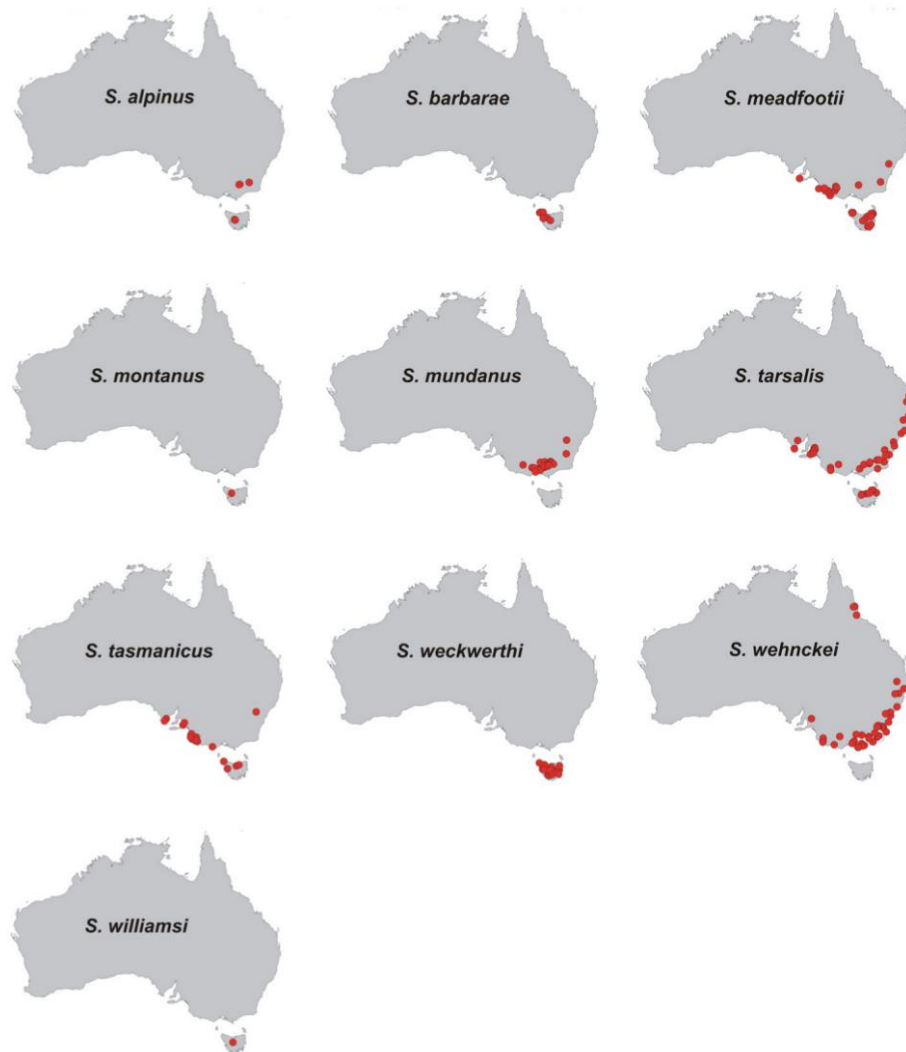 S. alpinus
S. barbarae
S. meadfootii
S. montanus
S. mundanus
S. tarsalis
S. tasmanicus
S. weckwerthi
S. wehnckei
S. williamsi